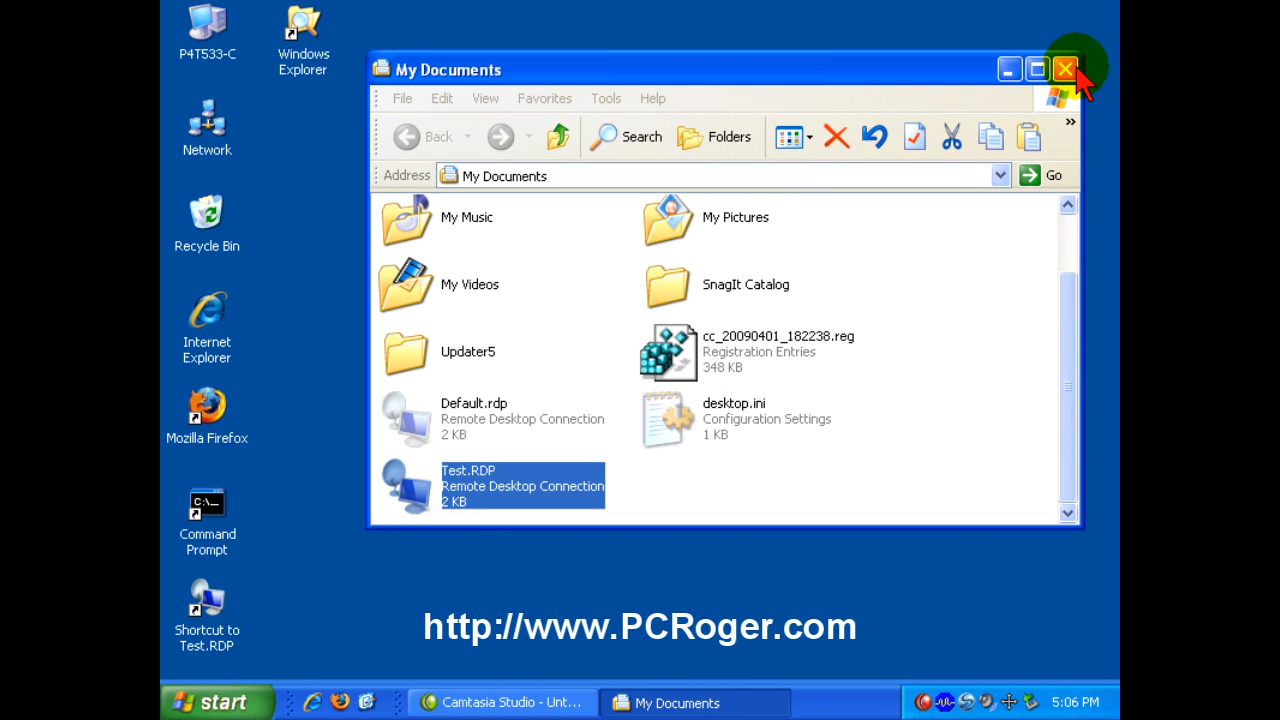 P4T533-C
Windows
Explorer
Network
Recycle Bin
Internet
Explorer
Mozilla Firefox
C:\_
Command
Prompt
Shortcut to
Test.RDP
My Documents
File Edit View Favorites Tools Help
Back Search Folders »
Address My Documents Go
My Music
My Pictures
My Videos
SnagIt Catalog
Updater5
cc_20090401_182238.reg
Registration Entries
348 KB
Default.rdp
Remote Desktop Connection
2 KB
desktop.ini
Configuration Settings
1 KB
Test.RDP
Remote Desktop Connection
2 KB
http://www.PCRoger.com
start
Camtasia Studio - Unt...
My Documents
5:06 PM